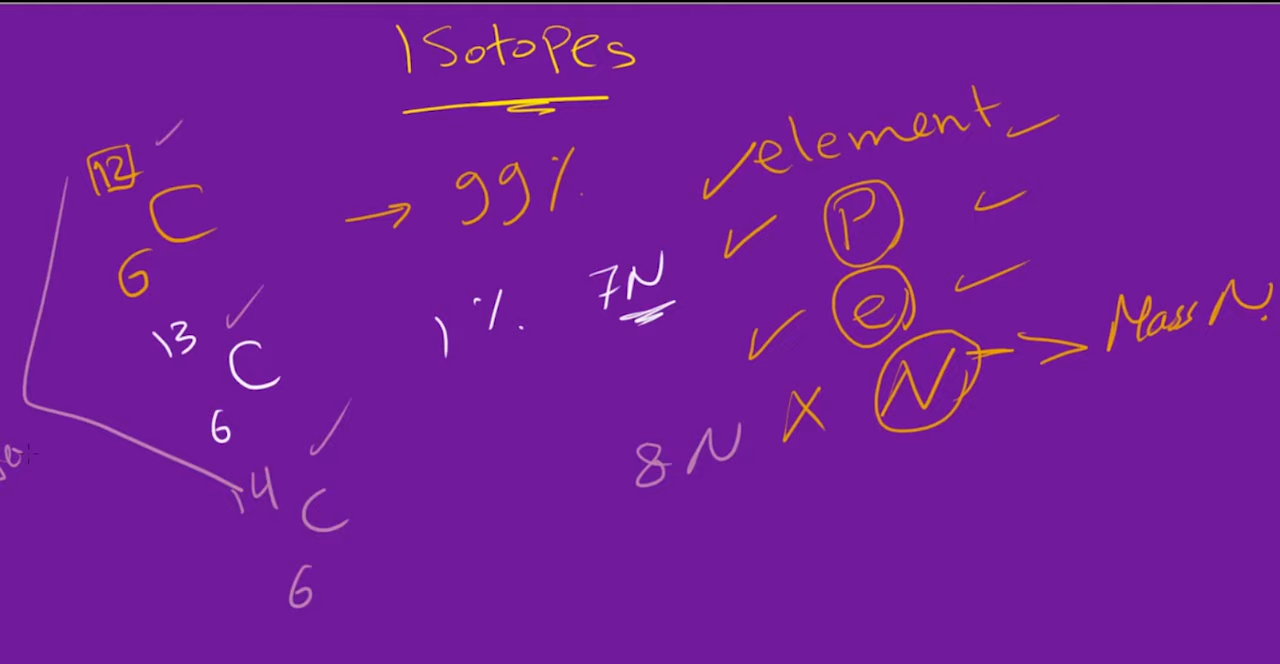 Isotopes
12
C → 99%
6
13
C 1% 7N
6
14
C 8N
6
✓ element ✓
✓ P ✓
✓ e ✓
X N → Mass N.